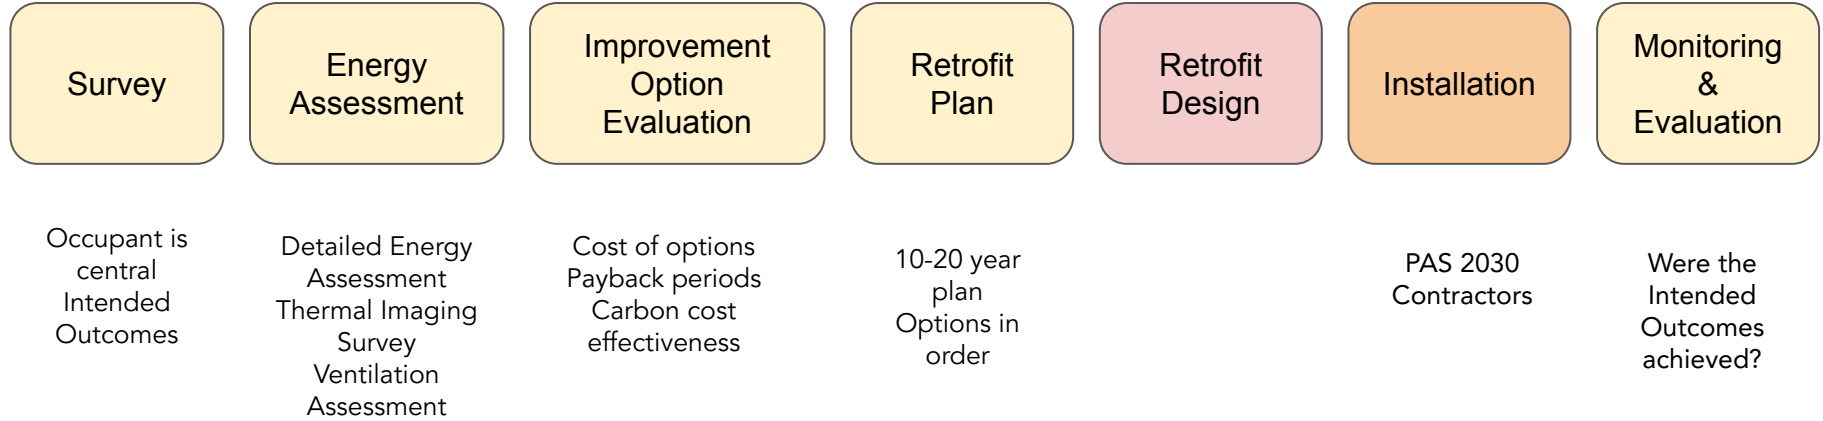 Survey
Energy
Assessment
Improvement
Option
Evaluation
Retrofit
Plan
Retrofit
Design
Installation
Monitoring
&
Evaluation
Occupant is
central
Intended
Outcomes
Detailed Energy
Assessment
Thermal Imaging
Survey
Ventilation
Assessment
Cost of options
Payback periods
Carbon cost
effectiveness
10-20 year
plan
Options in
order
PAS 2030
Contractors
Were the
Intended
Outcomes
achieved?